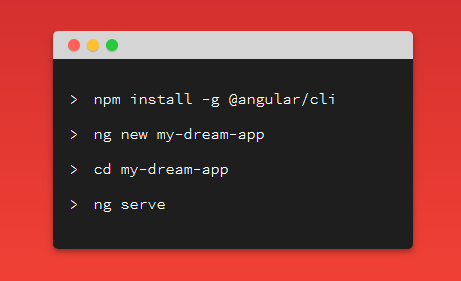 > npm install -g @angular/cli
> ng new my-dream-app
> cd my-dream-app
> ng serve